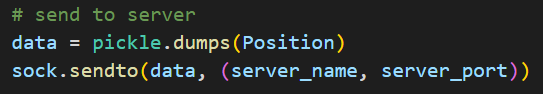 # send to server
data = pickle.dumps(Position)
sock.sendto(data, (server_name, server_port))